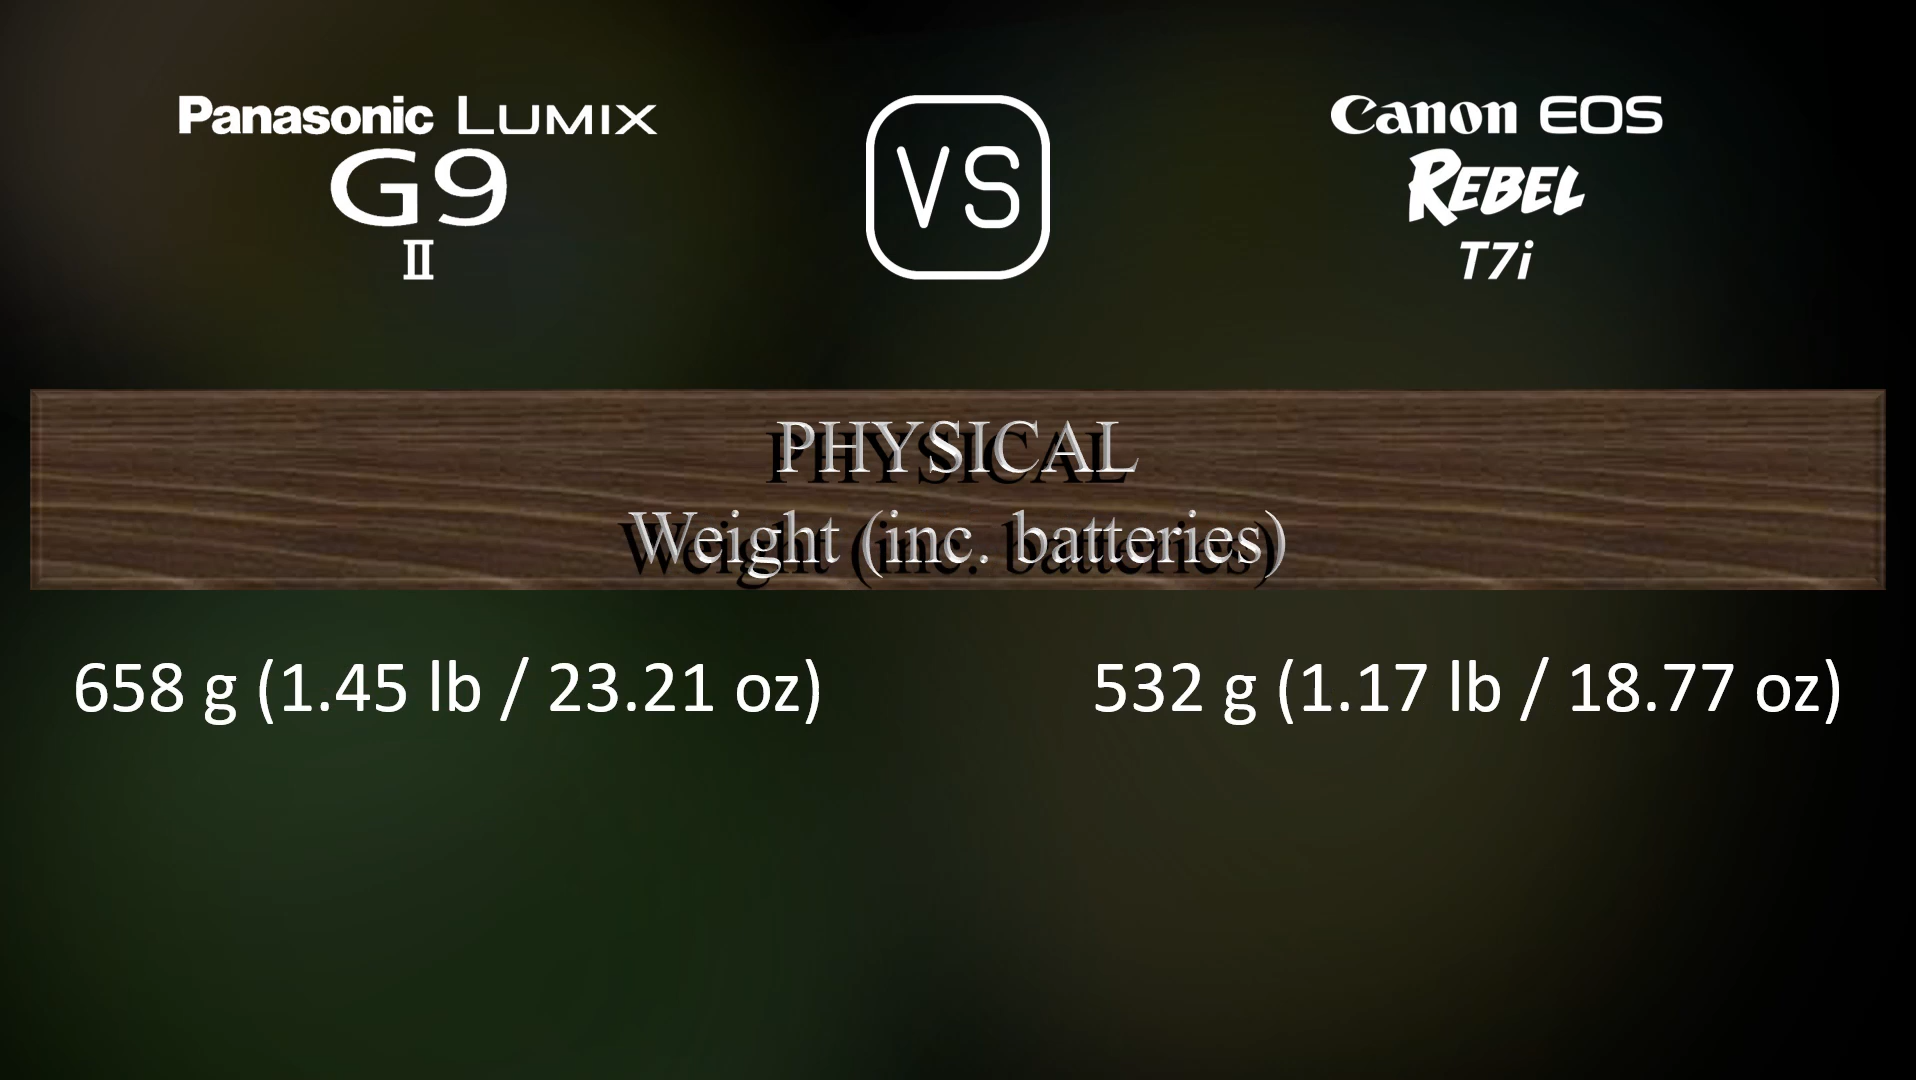 Panasonic LUMIX
G9
II
VS
Canon EOS
REBEL
T7i
PHYSICAL
Weight (inc. batteries)
658 g (1.45 lb / 23.21 oz)
532 g (1.17 lb / 18.77 oz)